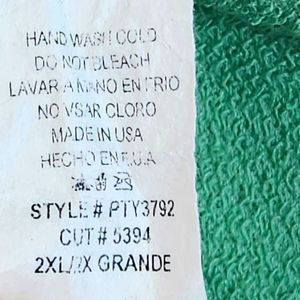 HAND WASH COLD
DO NOT BLEACH
LAVAR A MANO EN FRIO
NO VSAR CLORO
MADE IN USA
HECHO EN E.U.A
STYLE # PTY3792
CUT # 5394
2XL/2X GRANDE